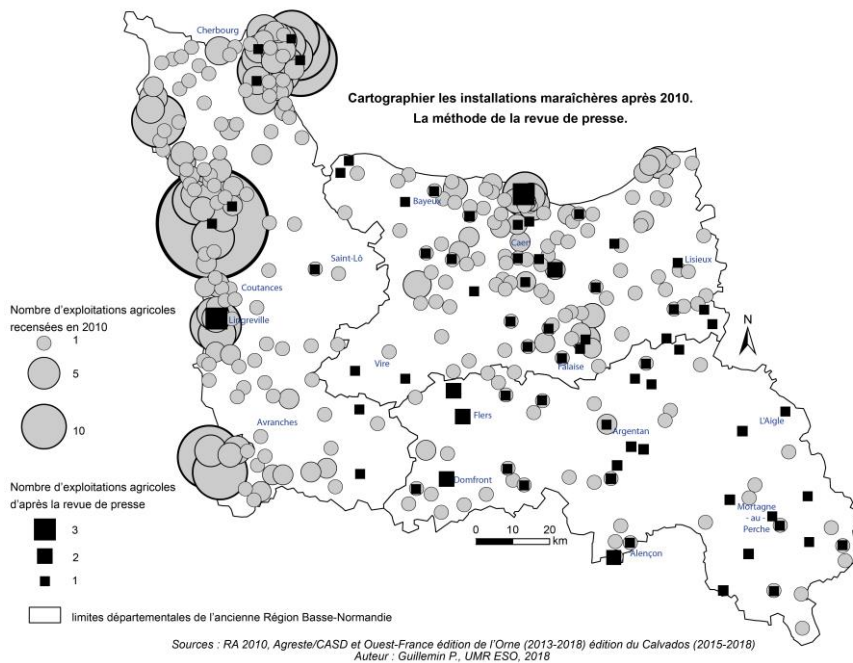 Cherbourg
Cartographier les installations maraîchères après 2010.
La méthode de la revue de presse.
Bayeux
Caen
Saint-Lô
Lisieux
Coutances
Nombre d'exploitations agricoles
recensées en 2010
1
5
10
Lingreville
N
Vire
Falaise
Flers
Avranches
Argentan
L'Aigle
Domfront
Mortagne
- au -
Perche
Nombre d'exploitations agricoles
d'après la revue de presse
3
2
1
0 10 20
km
Alençon
limites départementales de l'ancienne Région Basse-Normandie
Sources : RA 2010, Agreste/CASD et Ouest-France édition de l'Orne (2013-2018) édition du Calvados (2015-2018)
Auteur : Guillemin P., UMR ESO, 2018